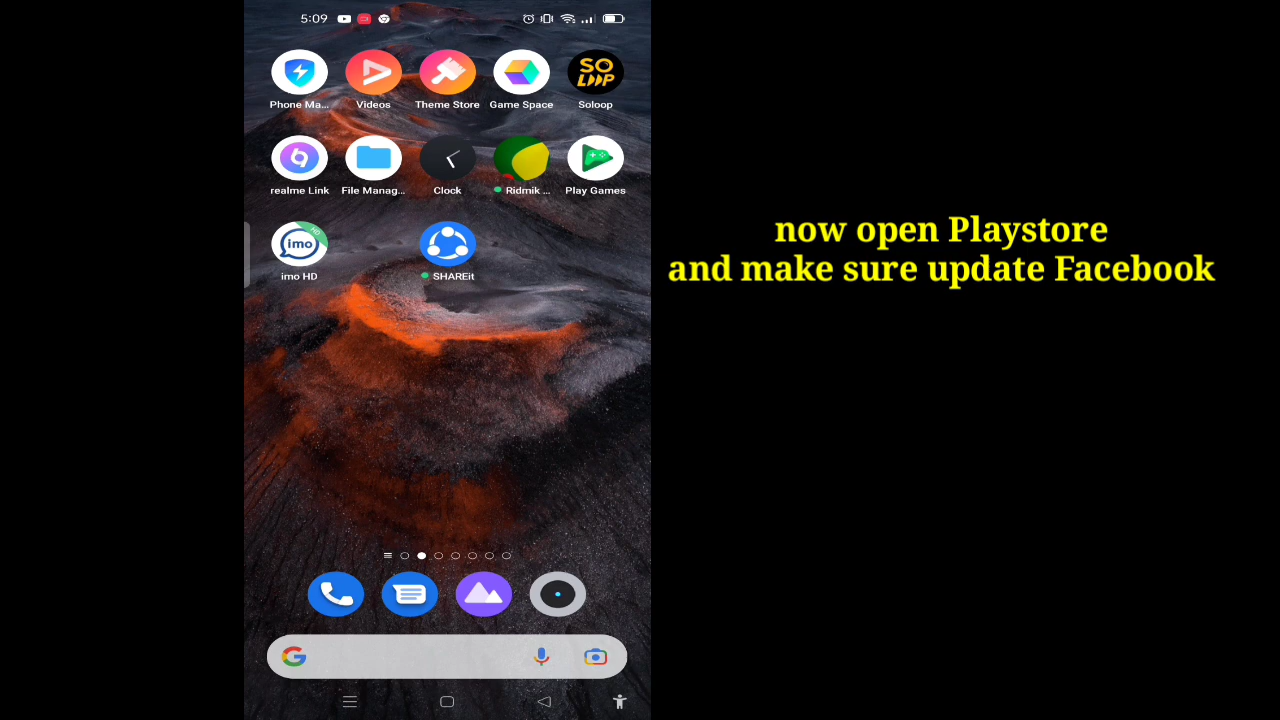 5:09
Phone Ma...
Videos
Theme Store
Game Space
SO
LOOP
Soloop
realme Link
File Manag...
Clock
Ridmik ...
Play Games
imo
HD
imo HD
SHAREit
now open Playstore
and make sure update Facebook